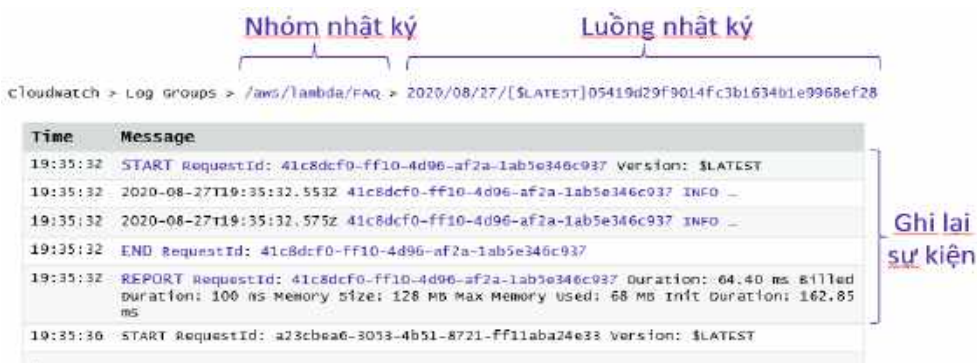 Nhóm nhật ký
Luồng nhật ký
CloudWatch > Log Groups > /aws/lambda/FAQ > 2020/08/27/[$LATEST]05419d29f9014fc3b1634b1e9968ef28
Time Message
19:35:32 START RequestId: 41c8dcf0-ff10-4d96-af2a-1ab5e346c937 Version: $LATEST
19:35:32 2020-08-27T19:35:32.553Z 41c8dcf0-ff10-4d96-af2a-1ab5e346c937 INFO …
19:35:32 2020-08-27T19:35:32.575Z 41c8dcf0-ff10-4d96-af2a-1ab5e346c937 INFO …
19:35:32 END RequestId: 41c8dcf0-ff10-4d96-af2a-1ab5e346c937
19:35:32 REPORT RequestId: 41c8dcf0-ff10-4d96-af2a-1ab5e346c937 Duration: 64.40 ms Billed
Duration: 100 ms Memory Size: 128 MB Max Memory Used: 68 MB Init Duration: 162.85
ms
19:35:36 START RequestId: a23cbea6-3053-4b51-8721-ff11aba24e33 Version: $LATEST
Ghi lại
sự kiện